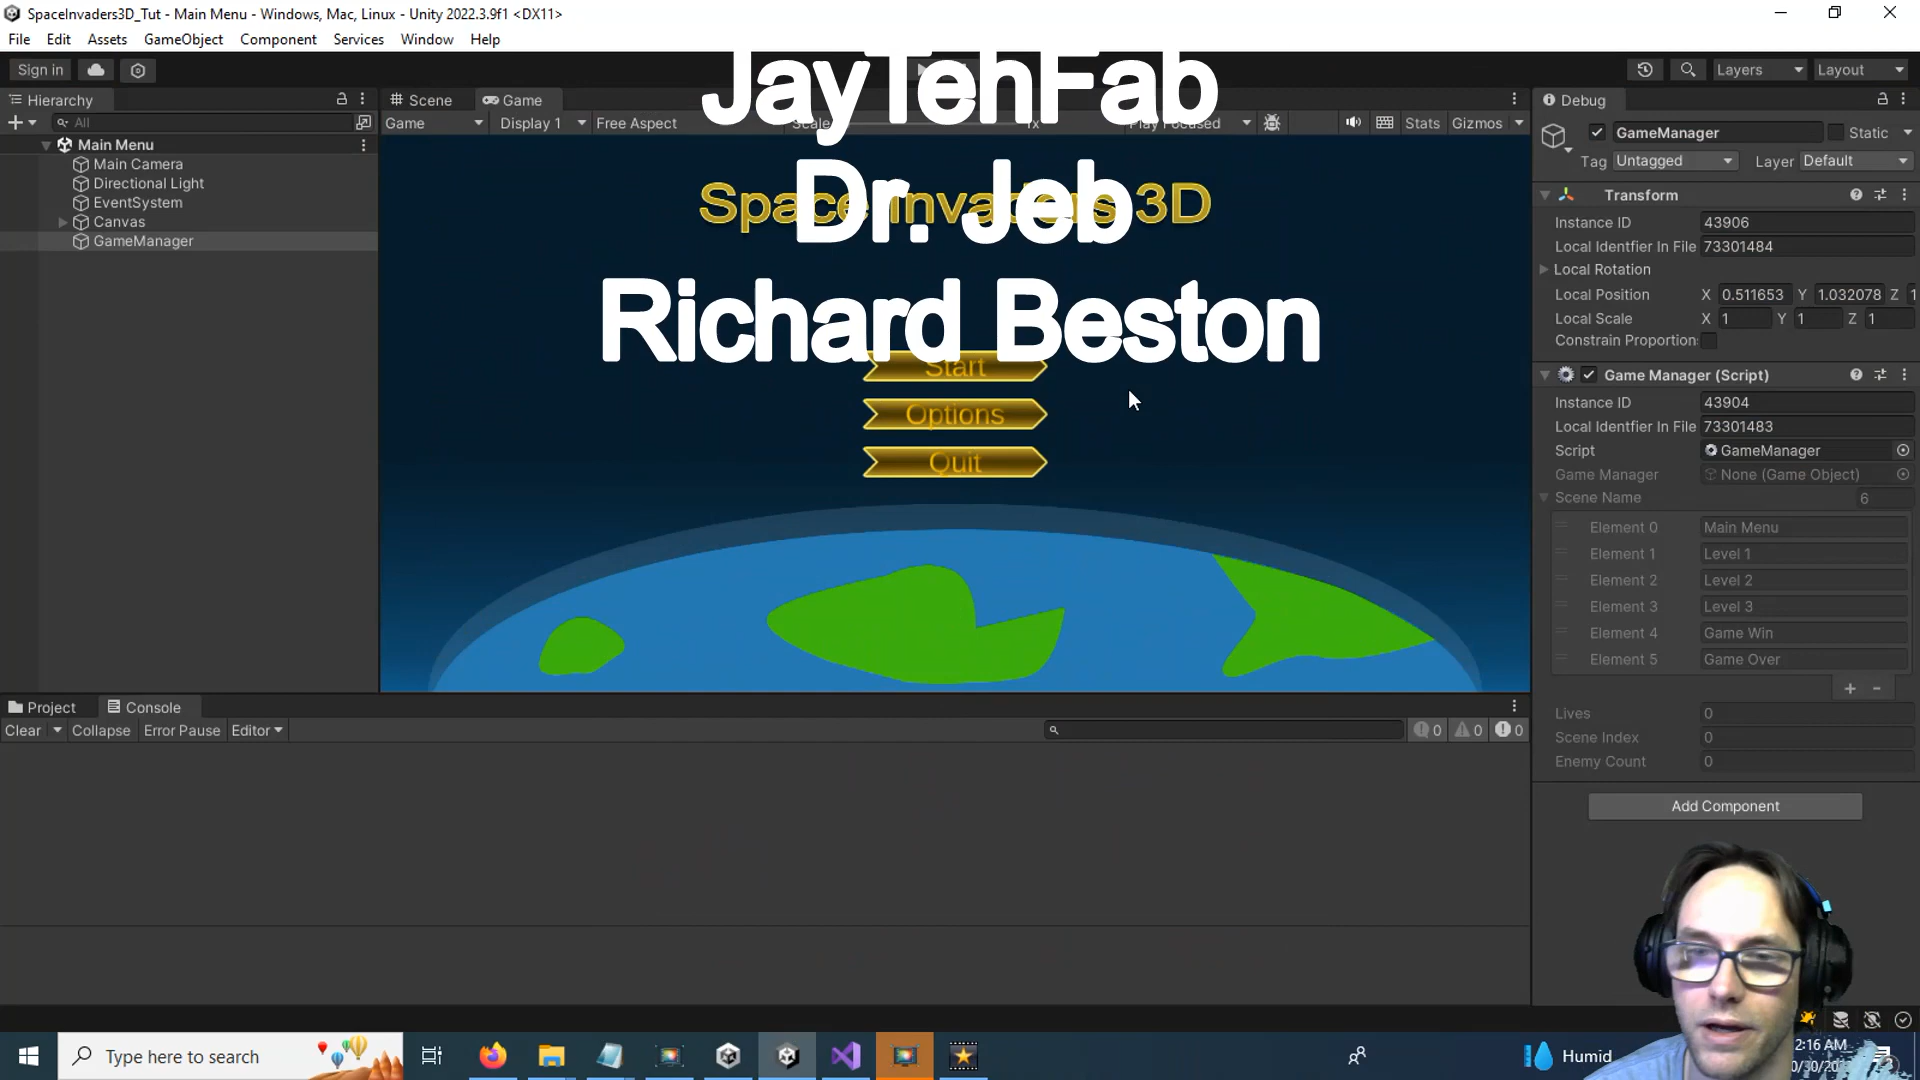 SpaceInvaders3D_Tut - Main Menu - Windows, Mac, Linux - Unity 2022.3.9f1 <DX11>
File Edit Assets GameObject Component Services Window Help
Sign in
Layers Layout
JayTehFab
Dr. Jeb
Richard Beston
Hierarchy
All
Main Menu
Main Camera
Directional Light
EventSystem
Canvas
GameManager
Scene Game
Game Display 1 Free Aspect Scale 1x Play Focused Stats Gizmos
Space Invaders 3D
Start
Options
Quit
Debug
GameManager Static
Tag Untagged Layer Default
Transform
Instance ID 43906
Local Identfier In File 73301484
Local Rotation
Local Position X 0.511653 Y 1.032078 Z 1
Local Scale X 1 Y 1 Z 1
Constrain Proportion
Game Manager (Script)
Instance ID 43904
Local Identfier In File 73301483
Script GameManager
Game Manager None (Game Object)
Scene Name 6
Element 0 Main Menu
Element 1 Level 1
Element 2 Level 2
Element 3 Level 3
Element 4 Game Win
Element 5 Game Over
Lives 0
Scene Index 0
Enemy Count 0
Add Component
Project Console
Clear Collapse Error Pause Editor 0 0 0
Type here to search
Humid
2:16 AM